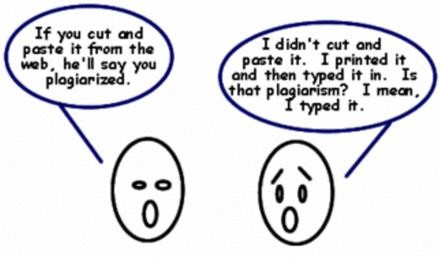 If you cut and
paste it from the
web, he'll say you
plagiarized.
I didn't cut and
paste it. I printed it
and then typed it in. Is
that plagiarism? I mean,
I typed it.